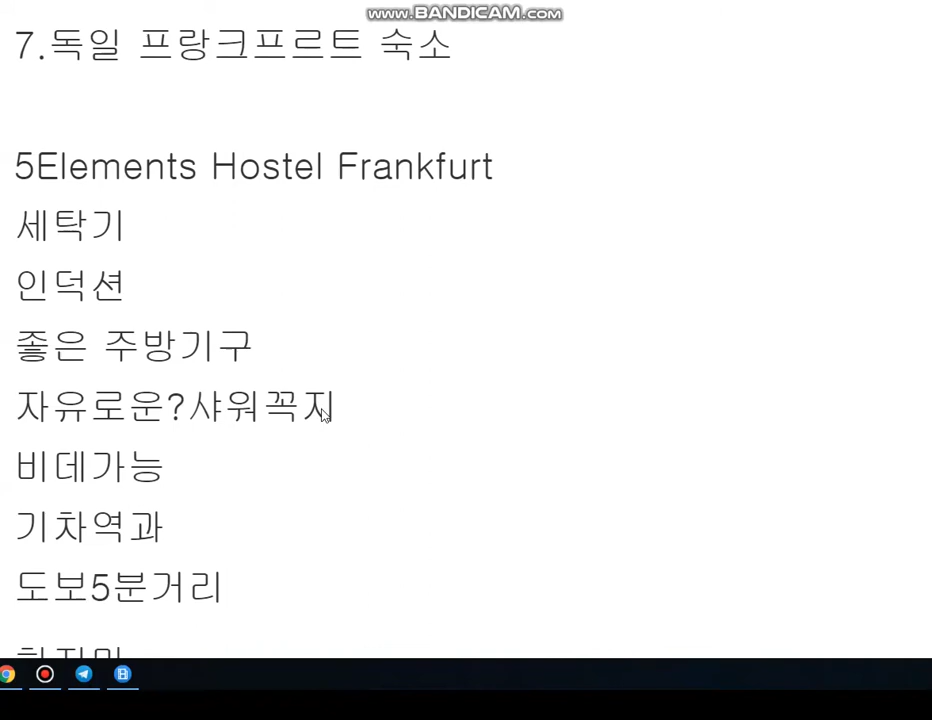 www.BANDICAM.com
7.독일 프랑크프르트 숙소
5Elements Hostel Frankfurt
세탁기
인덕션
좋은 주방기구
자유로운?샤워꼭지
비데가능
기차역과
도보5분거리